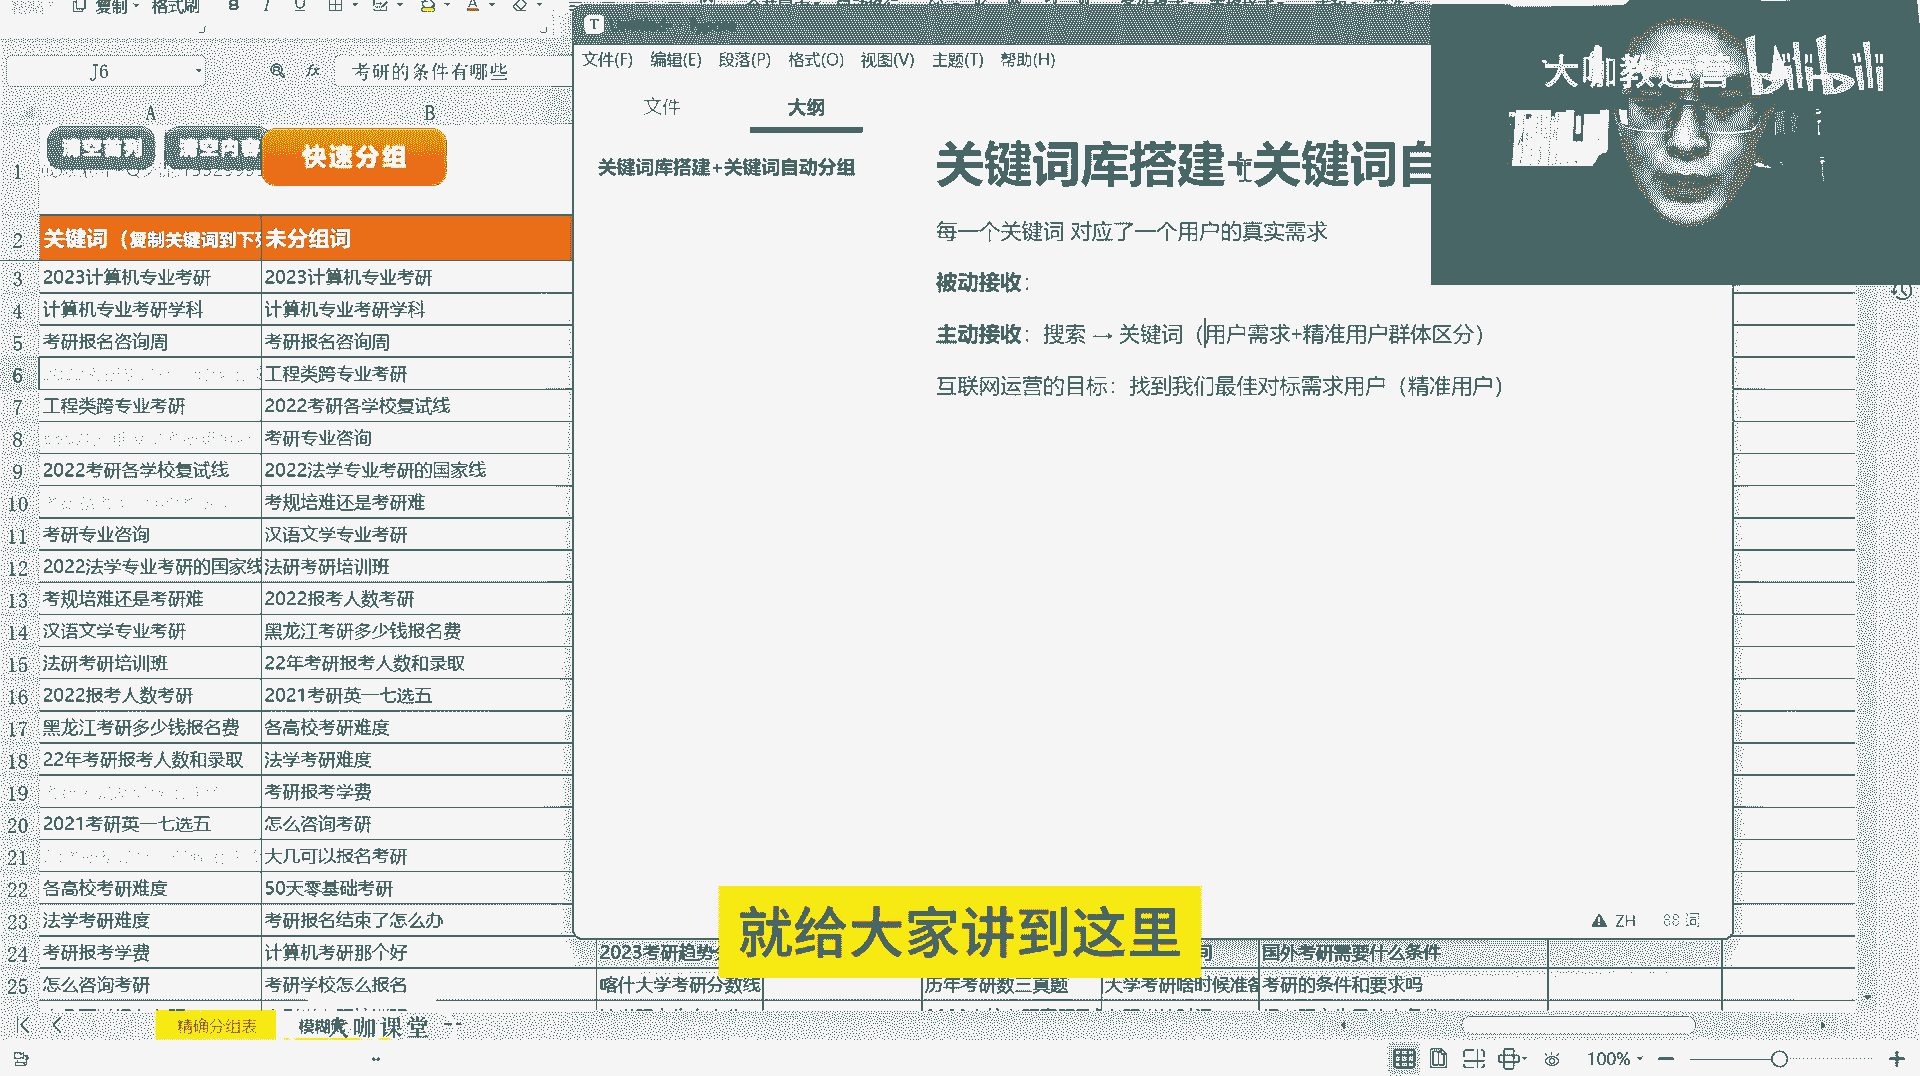 复制
格式刷
B I U
J6
fx
考研的条件有哪些
A
B
清空首列
清空内容
快速分组
1
2
关键词（复制关键词到下列
未分组词
3 2023计算机专业考研 2023计算机专业考研
4 计算机专业考研学科 计算机专业考研学科
5 考研报名咨询周 考研报名咨询周
6 工程类跨专业考研
7 工程类跨专业考研 2022考研各学校复试线
8 考研专业咨询
9 2022考研各学校复试线 2022法学专业考研的国家线
10 考规培难还是考研难
11 考研专业咨询 汉语文学专业考研
12 2022法学专业考研的国家线 法研考研培训班
13 考规培难还是考研难 2022报考人数考研
14 汉语文学专业考研 黑龙江考研多少钱报名费
15 法研考研培训班 22年考研报考人数和录取
16 2022报考人数考研 2021考研英一七选五
17 黑龙江考研多少钱报名费 各高校考研难度
18 22年考研报考人数和录取 法学考研难度
19 考研报考学费
20 2021考研英一七选五 怎么咨询考研
21 大几可以报名考研
22 各高校考研难度 50天零基础考研
23 法学考研难度 考研报名结束了怎么办
24 考研报考学费 计算机考研那个好 2023考研趋势 国外考研需要什么条件
25 怎么咨询考研 考研学校怎么报名 喀什大学考研分数线 历年考研数三真题 大学考研啥时候准备 考研的条件和要求吗
T
文件(F) 编辑(E) 段落(P) 格式(O) 视图(V) 主题(T) 帮助(H)
文件
大纲
关键词库搭建+关键词自动分组
关键词库搭建+关键词自
每一个关键词 对应了一个用户的真实需求
被动接收：
主动接收：搜索 → 关键词（用户需求+精准用户群体区分）
互联网运营的目标：找到我们最佳对标需求用户（精准用户）
ZH
88 词
大咖教运营
bilibili
就给大家讲到这里
精确分组表
模糊
大咖课堂
100%